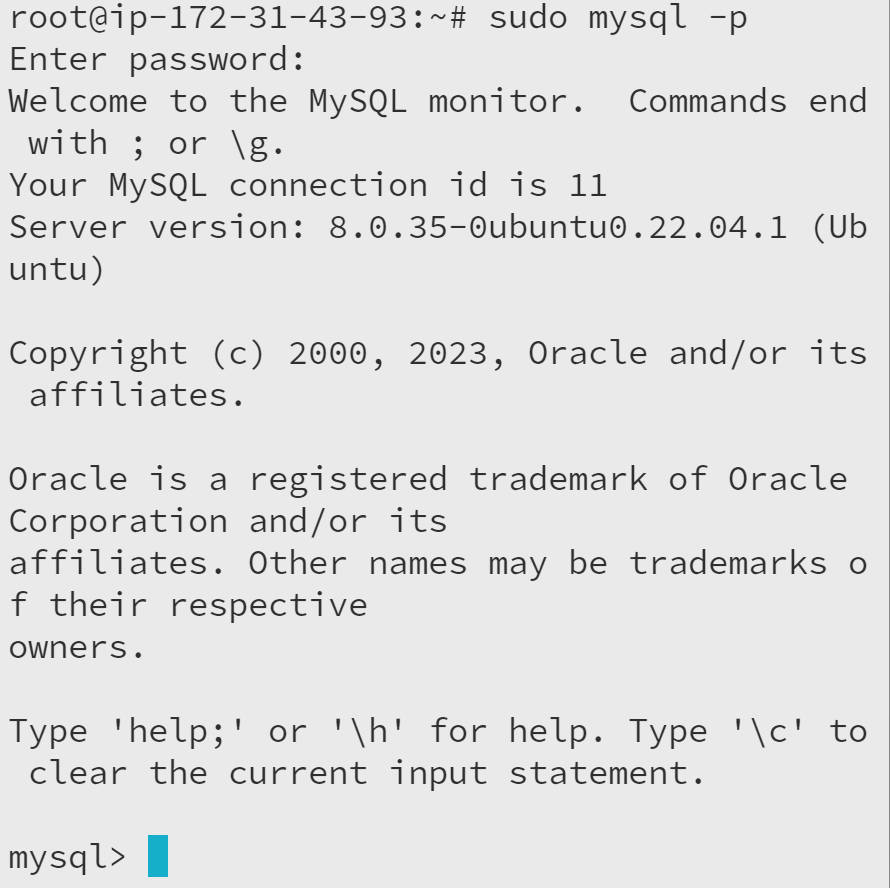 root@ip-172-31-43-93:~# sudo mysql -p
Enter password:
Welcome to the MySQL monitor.  Commands end
 with ; or \g.
Your MySQL connection id is 11
Server version: 8.0.35-0ubuntu0.22.04.1 (Ub
untu)

Copyright (c) 2000, 2023, Oracle and/or its
 affiliates.

Oracle is a registered trademark of Oracle
Corporation and/or its
affiliates. Other names may be trademarks o
f their respective
owners.

Type 'help;' or '\h' for help. Type '\c' to
 clear the current input statement.

mysql>